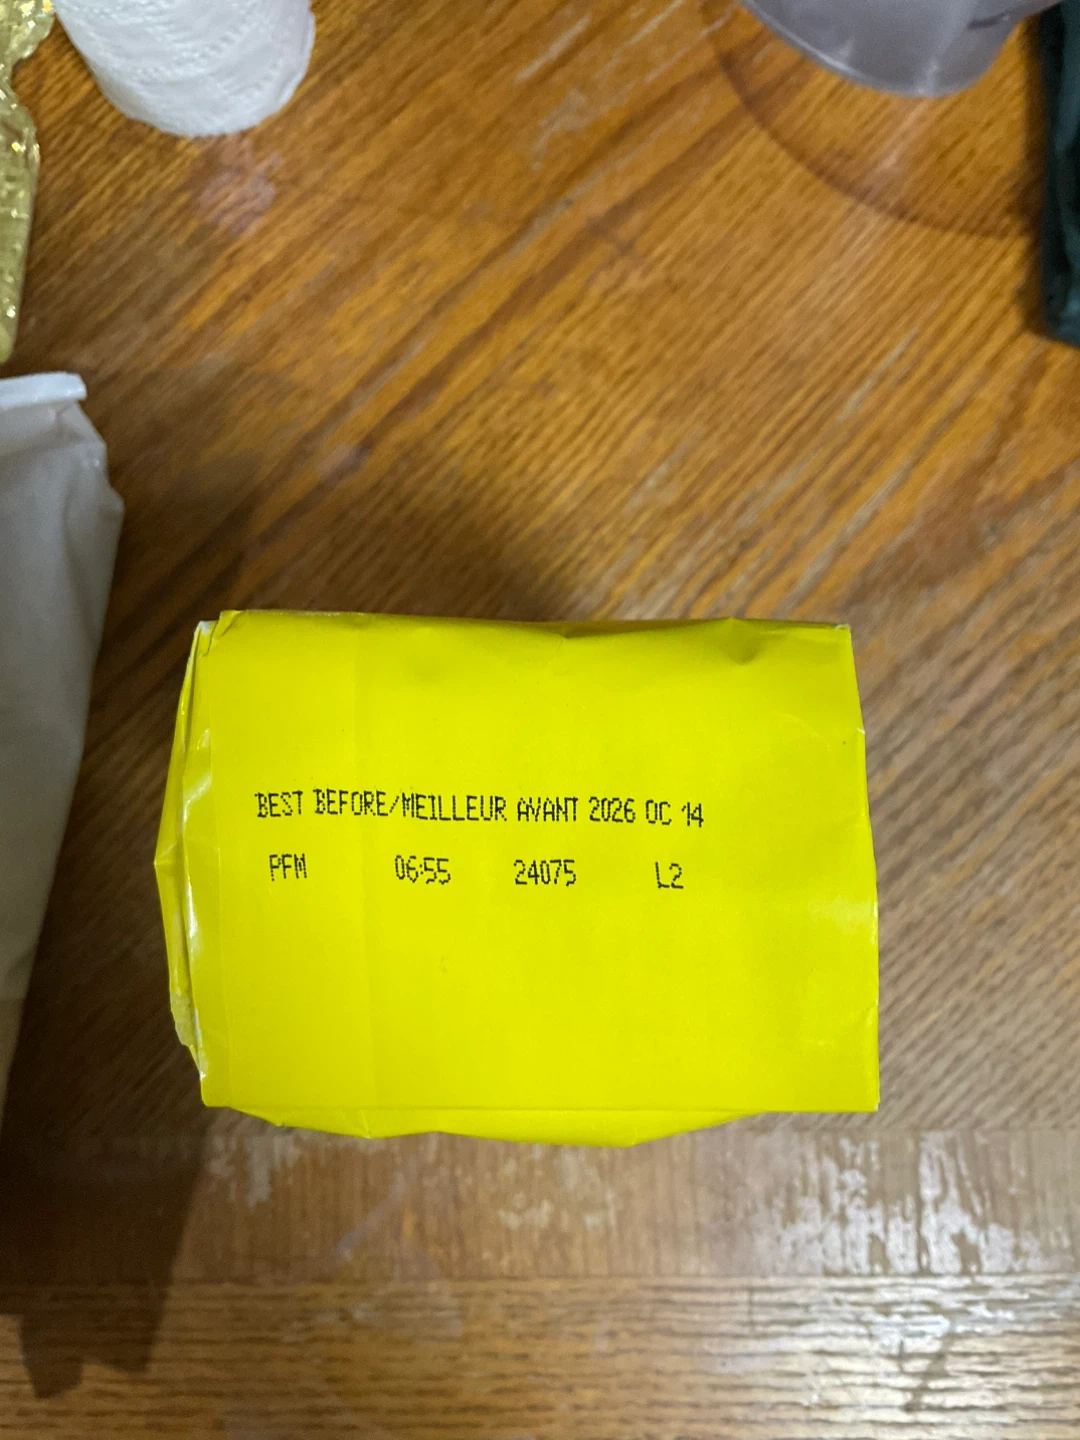 BEST BEFORE/MEILLEUR AVANT 2026 OC 14
PFM 06:55 24075 L2